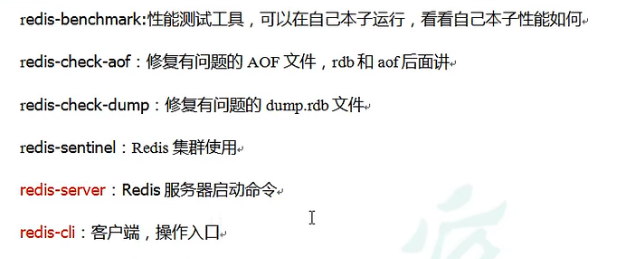 redis-benchmark:性能测试工具，可以在自己本子运行，看看自己本子性能如何
redis-check-aof：修复有问题的 AOF 文件，rdb 和 aof 后面讲
redis-check-dump：修复有问题的 dump.rdb 文件
redis-sentinel：Redis 集群使用
redis-server：Redis 服务器启动命令
redis-cli：客户端，操作入口